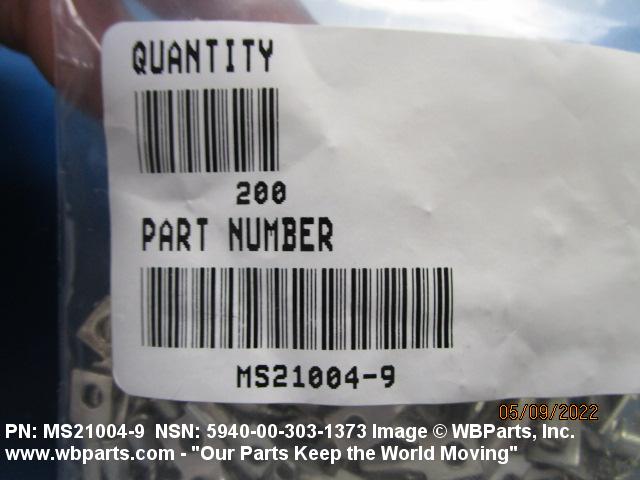 QUANTITY
200
PART NUMBER
MS21004-9
05/09/2022
PN: MS21004-9 NSN: 5940-00-303-1373 Image © WBParts, Inc.
www.wbparts.com - "Our Parts Keep the World Moving"